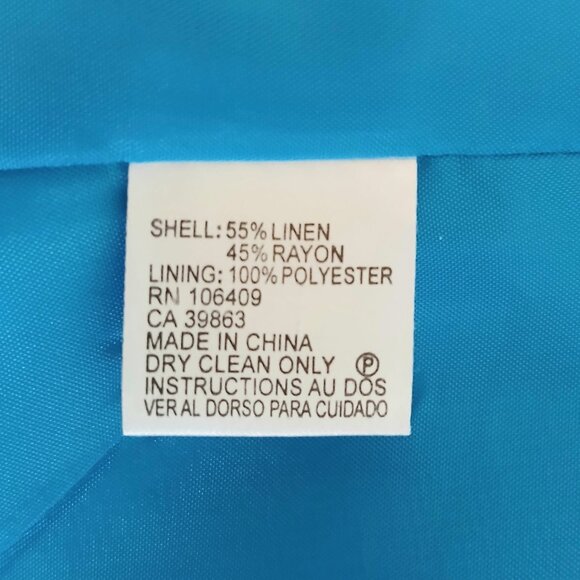 SHELL: 55% LINEN
45% RAYON
LINING: 100% POLYESTER
RN 106409
CA 39863
MADE IN CHINA
DRY CLEAN ONLY Ⓟ
INSTRUCTIONS AU DOS
VER AL DORSO PARA CUIDADO